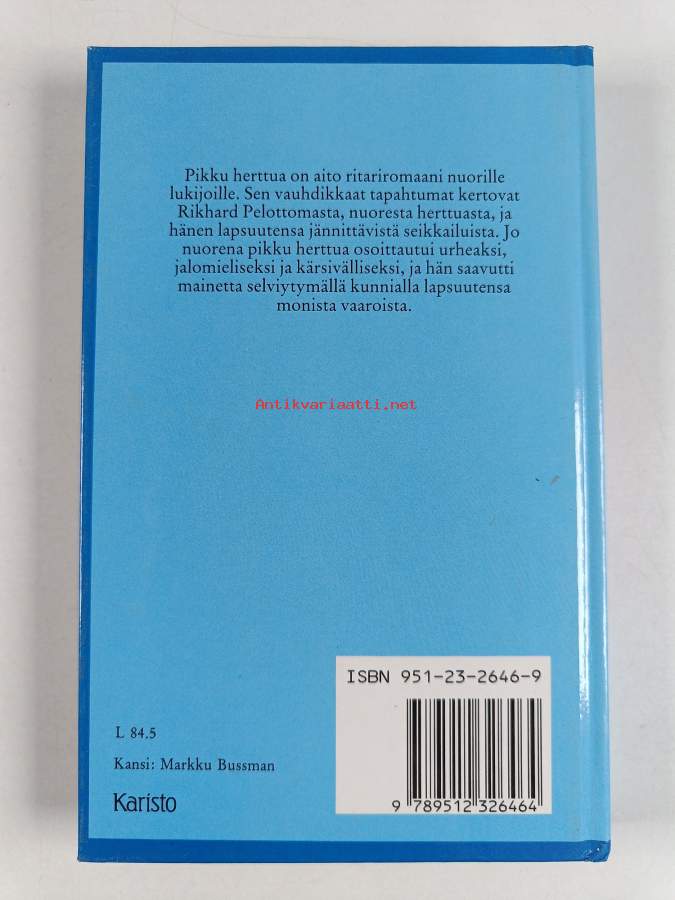 Pikku herttua on aito ritariromaani nuorille
lukijoille. Sen vauhdikkaat tapahtumat kertovat
Rikhard Pelottomasta, nuoresta herttuasta, ja
hänen lapsuutensa jännittävistä seikkailuista. Jo
nuorena pikku herttua osoittautui urheaksi,
jalomieliseksi ja kärsivälliseksi, ja hän saavutti
mainetta selviytymällä kunnialla lapsuutensa
monista vaaroista.
Antikvariaatti.net
ISBN 951-23-2646-9
L 84.5
Kansi: Markku Bussman
Karisto
9 789512 326464